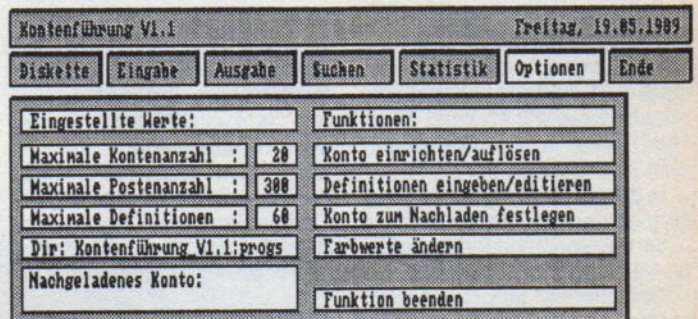 Kontenführung V1.1 Freitag, 19.05.1989
Diskette Eingabe Ausgabe Suchen Statistik Optionen Ende
Eingestellte Werte:
Maximale Kontenanzahl : 20
Maximale Postenanzahl : 300
Maximale Definitionen : 60
Dir: Kontenführung_V1.1:progs
Nachgeladenes Konto:
Funktionen:
Konto einrichten/auflösen
Definitionen eingeben/editieren
Konto zum Nachladen festlegen
Farbwerte ändern
Funktion beenden